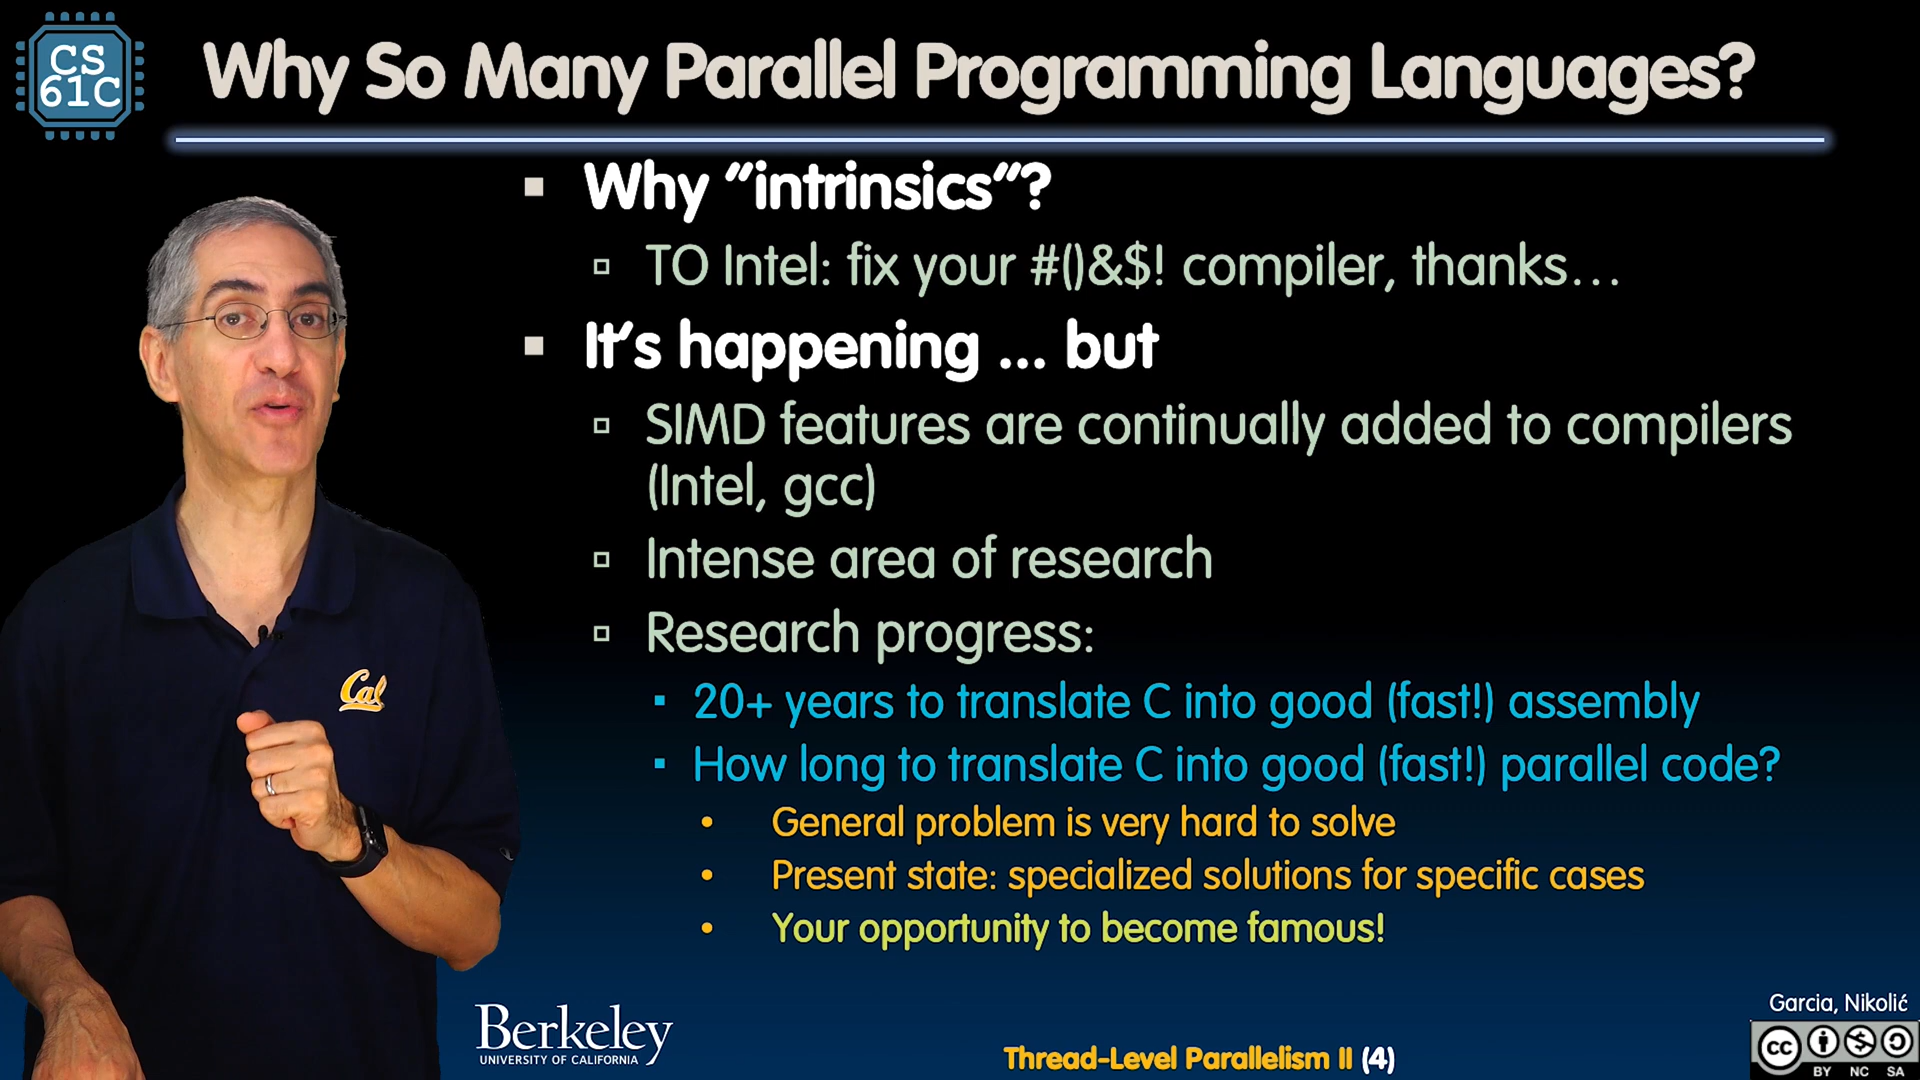 CS
61C
Why So Many Parallel Programming Languages?
Why “intrinsics”?
TO Intel: fix your #()&$! compiler, thanks…
It’s happening ... but
SIMD features are continually added to compilers
(Intel, gcc)
Intense area of research
Research progress:
20+ years to translate C into good (fast!) assembly
How long to translate C into good (fast!) parallel code?
General problem is very hard to solve
Present state: specialized solutions for specific cases
Your opportunity to become famous!
Cal
Berkeley
UNIVERSITY OF CALIFORNIA
Thread-Level Parallelism II (4)
Garcia, Nikolić
cc
BY NC SA